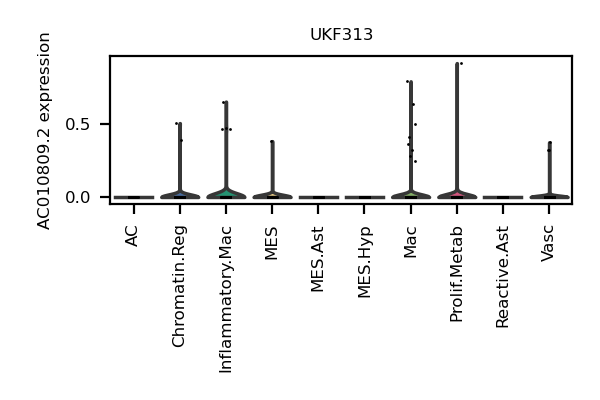 UKF313
AC010809.2 expression
0.5
0.0
AC
Chromatin.Reg
Inflammatory.Mac
MES
MES.Ast
MES.Hyp
Mac
Prolif.Metab
Reactive.Ast
Vasc